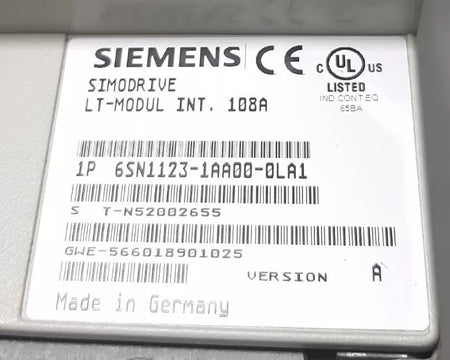 SIEMENS CE c UL US
SIMODRIVE
LISTED
LT-MODUL INT. 108A
IND.CONT.EQ
65BA
1P 6SN1123-1AA00-0LA1
S T-N52002655
GWE-566018901025
VERSION A
Made in Germany